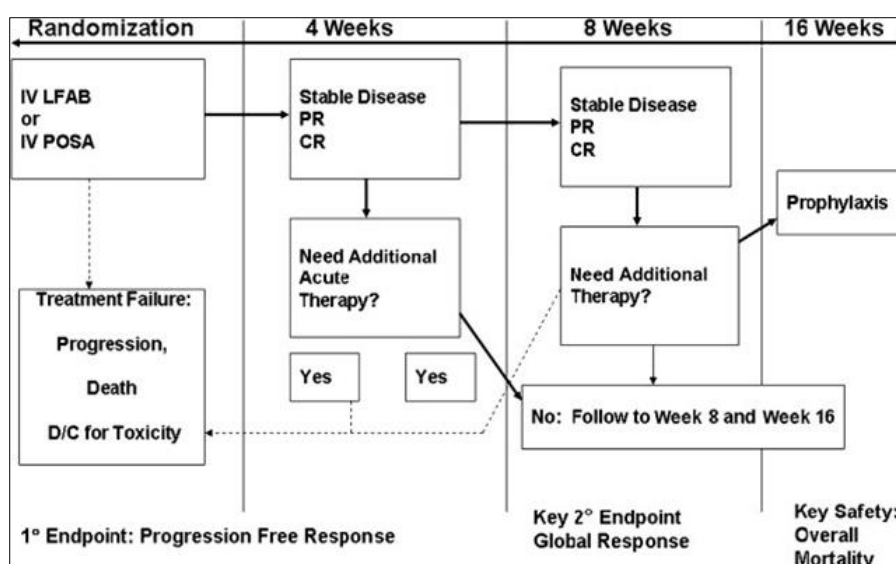 Randomization
4 Weeks
8 Weeks
16 Weeks
IV LFAB
or
IV POSA
Stable Disease
PR
CR
Stable Disease
PR
CR
Prophylaxis
Need Additional
Acute
Therapy?
Need Additional
Therapy?
Treatment Failure:
Progression,
Death
D/C for Toxicity
Yes
Yes
No: Follow to Week 8 and Week 16
1° Endpoint: Progression Free Response
Key 2° Endpoint
Global Response
Key Safety:
Overall
Mortality